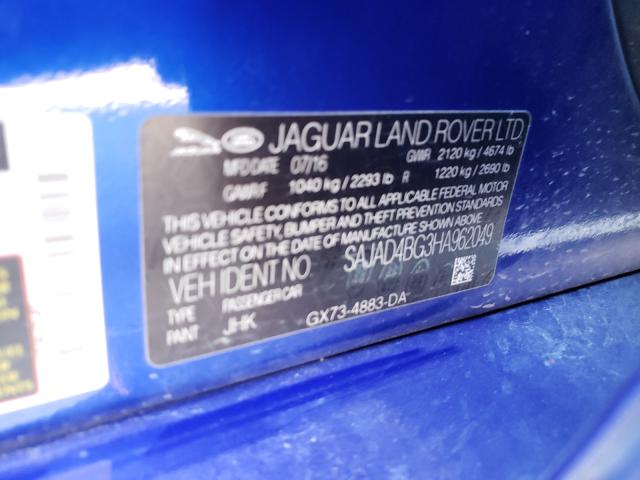 JAGUAR LAND ROVER LTD
MFD DATE 07/16 GWR 2120 kg / 4674 lb
GAWR F 1040 kg / 2293 lb R 1220 kg / 2690 lb
THIS VEHICLE CONFORMS TO ALL APPLICABLE FEDERAL MOTOR
VEHICLE SAFETY, BUMPER, AND THEFT PREVENTION STANDARDS
IN EFFECT ON THE DATE OF MANUFACTURE SHOWN ABOVE
VEH IDENT NO SAJAD4BG3HA962049
TYPE PASSENGER CAR
PAINT JHK GX73-4883-DA